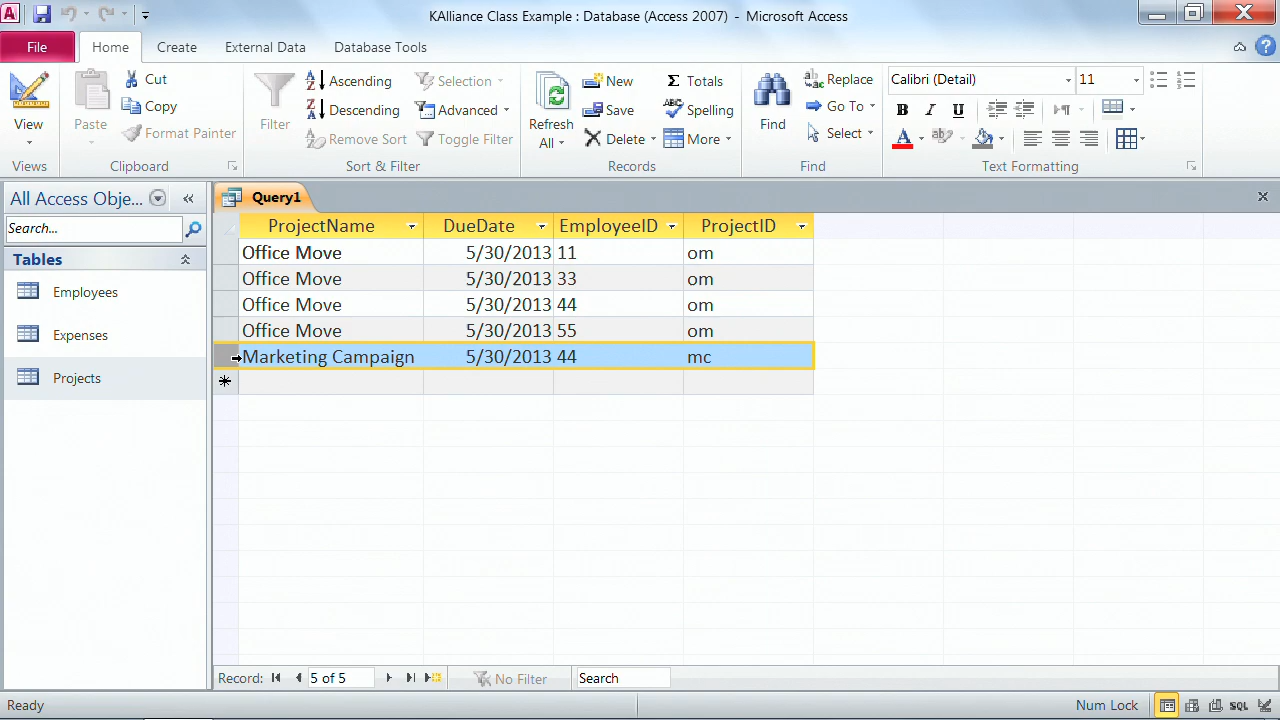 KAlliance Class Example : Database (Access 2007) - Microsoft Access
File Home Create External Data Database Tools
View
Views
Paste
Cut
Copy
Format Painter
Clipboard
Filter
Ascending
Descending
Remove Sort
Selection
Advanced
Toggle Filter
Sort & Filter
Refresh
All
New
Save
Delete
Totals
Spelling
More
Records
Find
Replace
Go To
Select
Find
Calibri (Detail) 11
B I U
A ab
Text Formatting
All Access Obje...
Search...
Tables
Employees
Expenses
Projects
Query1
ProjectName DueDate EmployeeID ProjectID
Office Move 5/30/2013 11 om
Office Move 5/30/2013 33 om
Office Move 5/30/2013 44 om
Office Move 5/30/2013 55 om
Marketing Campaign 5/30/2013 44 mc
Record: 5 of 5 No Filter Search
Ready Num Lock SQL